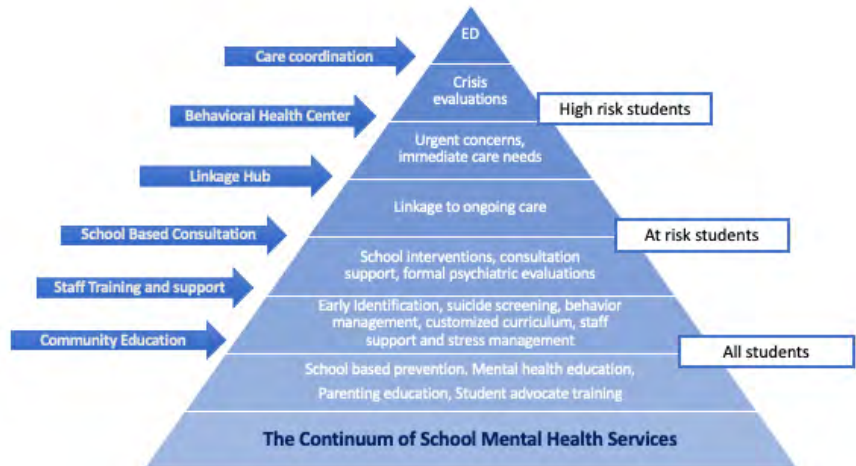 ED
Care coordination
Crisis
evaluations
High risk students
Behavioral Health Center
Urgent concerns,
immediate care needs
Linkage Hub
Linkage to ongoing care
School Based Consultation
At risk students
School interventions, consultation
support, formal psychiatric evaluations
Staff Training and support
Early Identification, suicide screening, behavior
management, customized curriculum, staff
support and stress management
Community Education
All students
School based prevention. Mental health education,
Parenting education, Student advocate training
The Continuum of School Mental Health Services